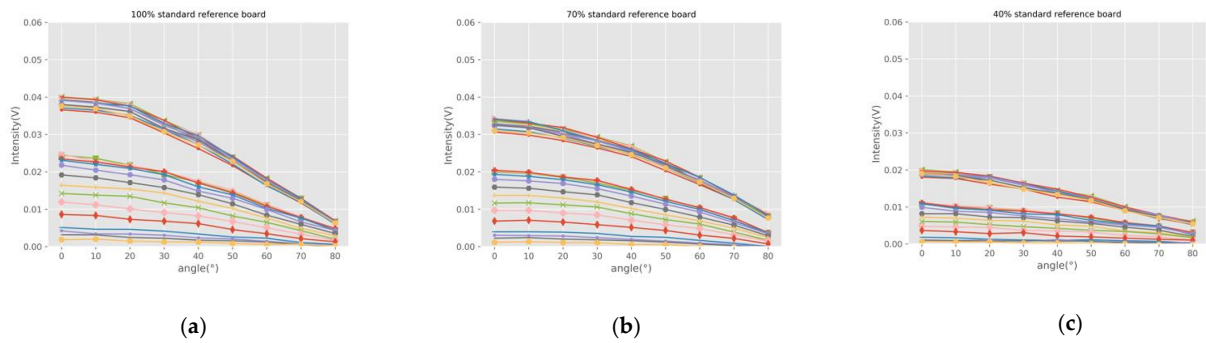 100% standard reference board
0.06
0.05
0.04
0.03
0.02
0.01
0.00
Intensity(V)
0 10 20 30 40 50 60 70 80
angle(°)
(a)
70% standard reference board
0.06
0.05
0.04
0.03
0.02
0.01
0.00
Intensity(V)
0 10 20 30 40 50 60 70 80
angle(°)
(b)
40% standard reference board
0.06
0.05
0.04
0.03
0.02
0.01
0.00
Intensity(V)
0 10 20 30 40 50 60 70 80
angle(°)
(c)